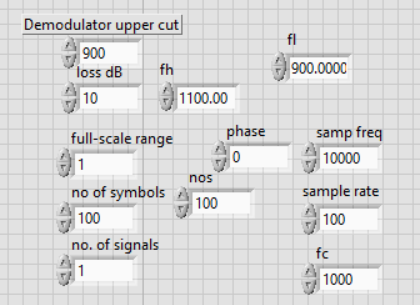 Demodulator upper cut
900
fl
900.0000
loss dB
10
fh
1100.00
full-scale range
1
phase
0
samp freq
10000
no of symbols
100
nos
100
sample rate
100
no. of signals
1
fc
1000